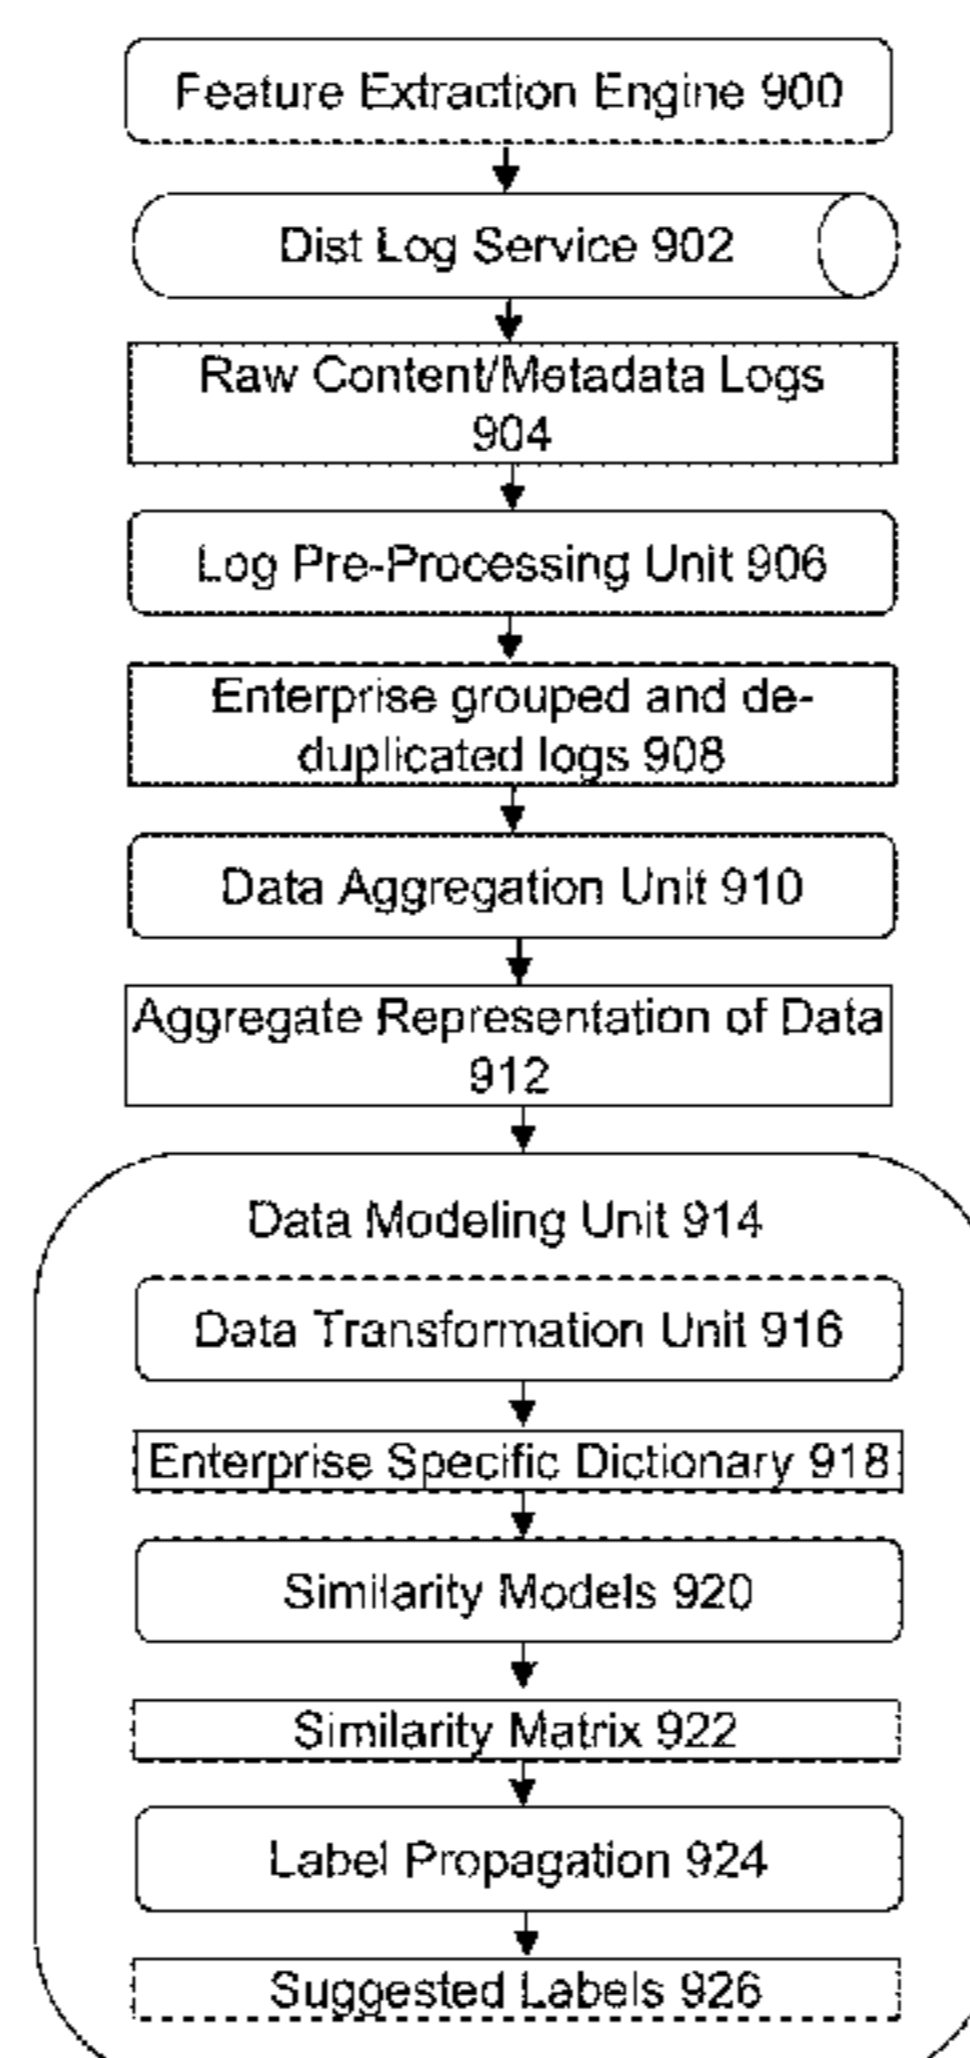 Feature Extraction Engine 900
Dist Log Service 902
Raw Content/Metadata Logs
904
Log Pre-Processing Unit 906
Enterprise grouped and de-
duplicated logs 908
Data Aggregation Unit 910
Aggregate Representation of Data
912
Data Modeling Unit 914
Data Transformation Unit 916
Enterprise Specific Dictionary 918
Similarity Models 920
Similarity Matrix 922
Label Propagation 924
Suggested Labels 926